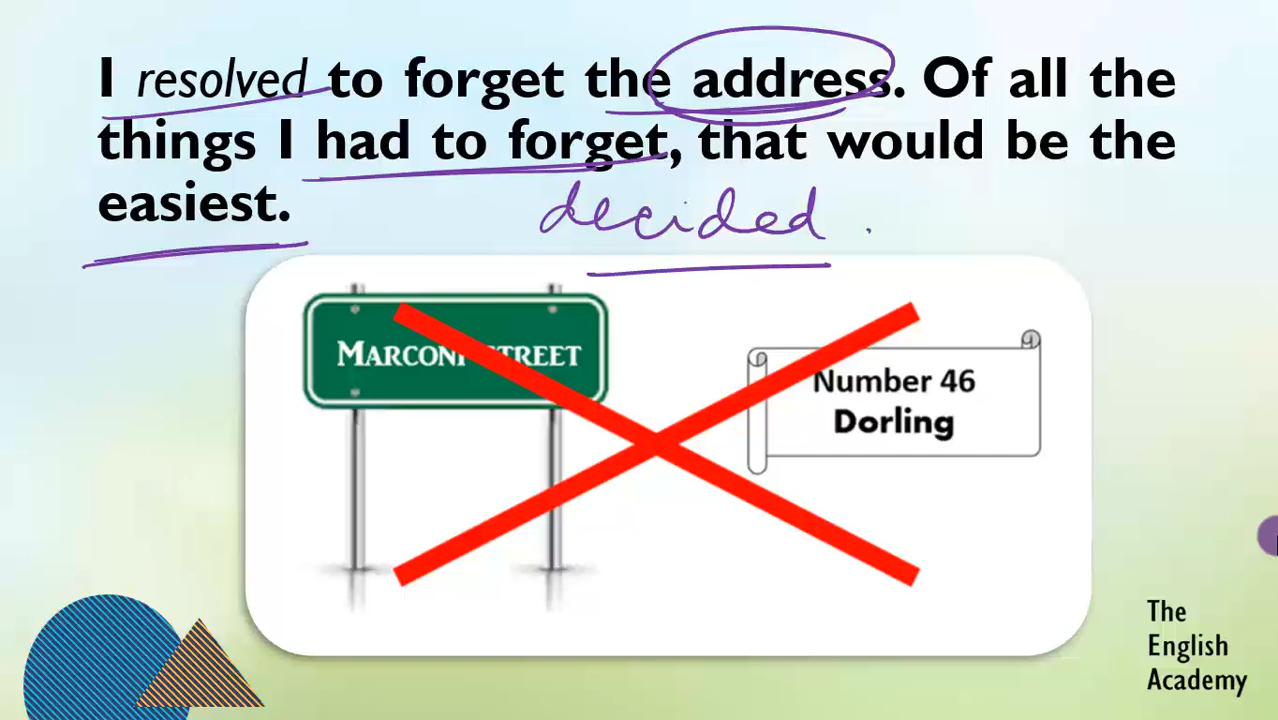 I resolved to forget the address. Of all the
things I had to forget, that would be the
easiest.
decided.
MARCONI STREET
Number 46
Dorling
The
English
Academy